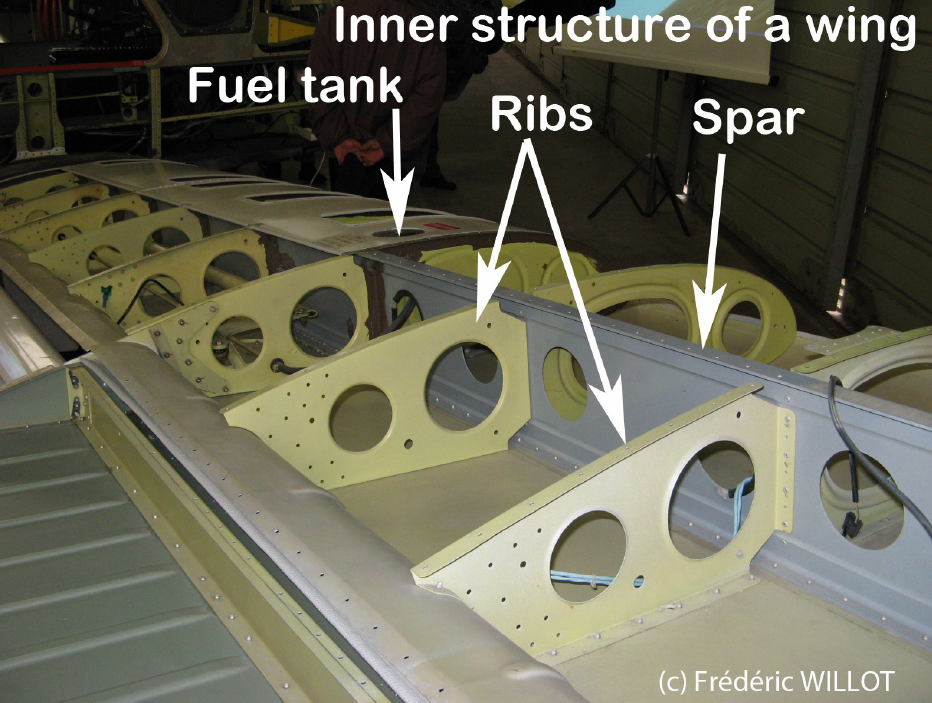 Inner structure of a wing
Fuel tank
Ribs
Spar
(c) Frédéric WILLOT